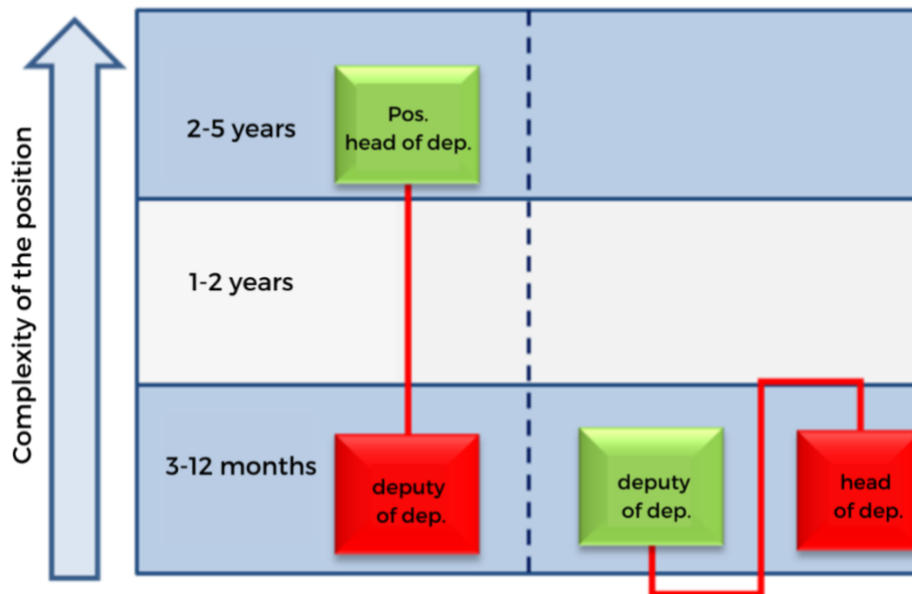 Complexity of the position
2-5 years
Pos.
head of dep.
1-2 years
3-12 months
deputy
of dep.
deputy
of dep.
head
of dep.